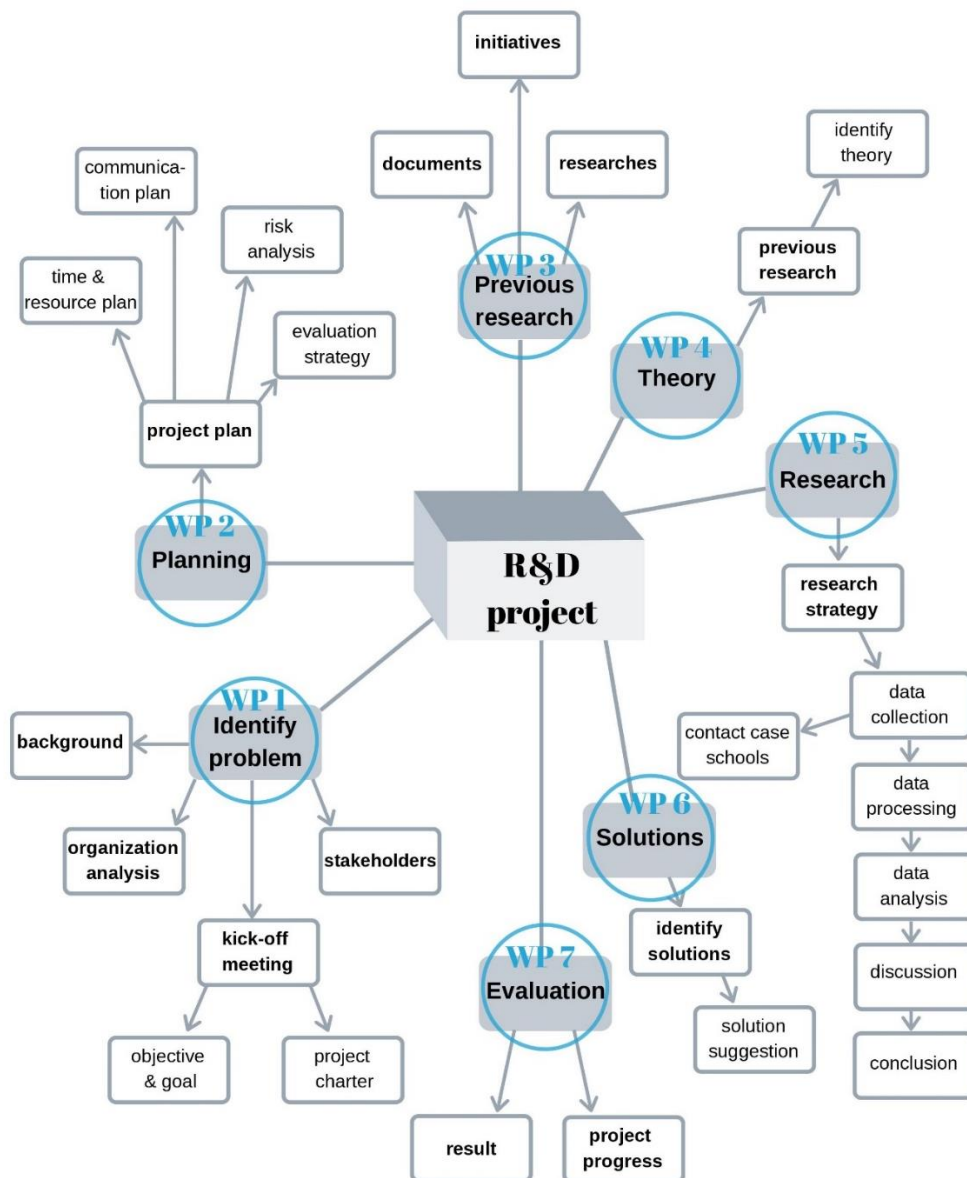 initiatives
documents
researches
identify
theory
communica-
tion plan
risk
analysis
time &
resource plan
evaluation
strategy
project plan
previous
research
WP 3
Previous
research
WP 4
Theory
WP 5
Research
WP 2
Planning
R&D
project
research
strategy
data
collection
contact case
schools
data
processing
data
analysis
discussion
conclusion
WP 1
Identify
problem
background
organization
analysis
stakeholders
kick-off
meeting
objective
& goal
project
charter
WP 6
Solutions
identify
solutions
solution
suggestion
WP 7
Evaluation
result
project
progress